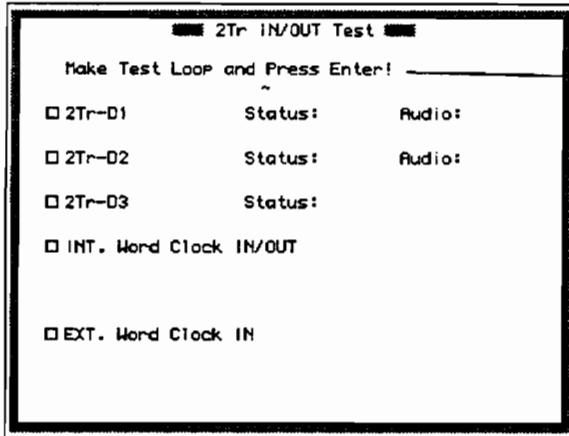 2Tr IN/OUT Test
Make Test Loop and Press Enter!
~
□ 2Tr-D1 Status: Audio:
□ 2Tr-D2 Status: Audio:
□ 2Tr-D3 Status:
□ INT. Word Clock IN/OUT
□ EXT. Word Clock IN